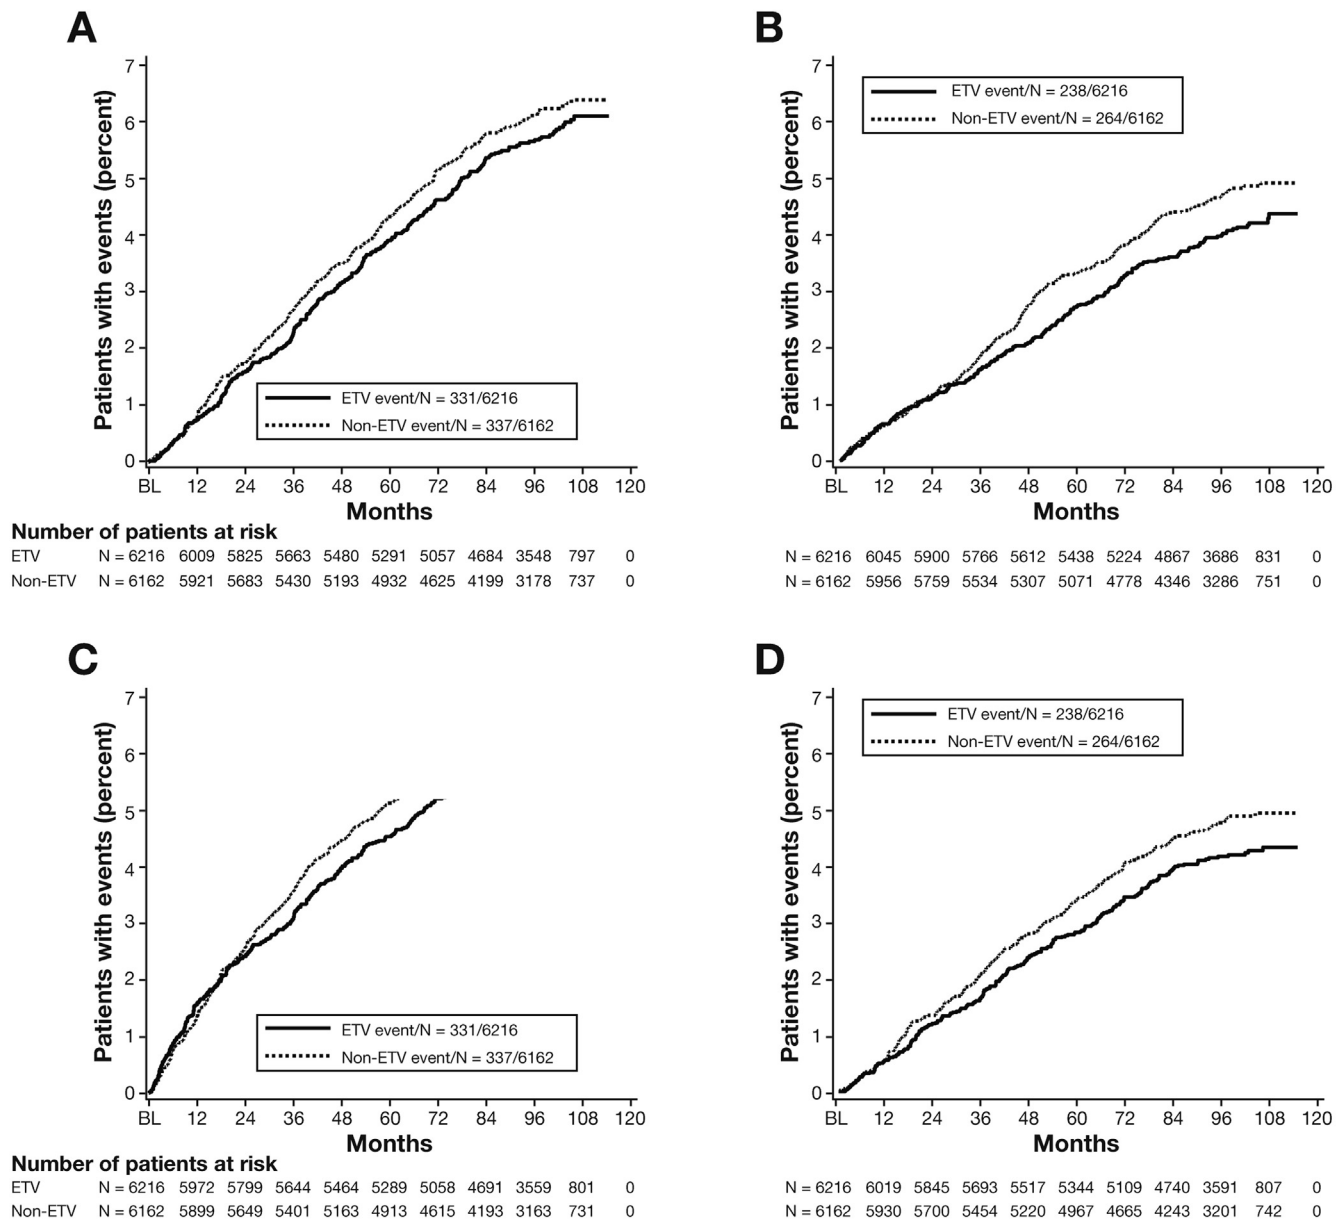 A
Patients with events (percent)
7
6
5
4
3
2
1
0
ETV event/N = 331/6216
Non-ETV event/N = 337/6162
BL 12 24 36 48 60 72 84 96 108 120
Months
Number of patients at risk
ETV N = 6216 6009 5825 5663 5480 5291 5057 4684 3548 797 0
Non-ETV N = 6162 5921 5683 5430 5193 4932 4625 4199 3178 737 0
B
Patients with events (percent)
7
6
5
4
3
2
1
0
ETV event/N = 238/6216
Non-ETV event/N = 264/6162
BL 12 24 36 48 60 72 84 96 108 120
Months
N = 6216 6045 5900 5766 5612 5438 5224 4867 3686 831 0
N = 6162 5956 5759 5534 5307 5071 4778 4346 3286 751 0
C
Patients with events (percent)
7
6
5
4
3
2
1
0
ETV event/N = 331/6216
Non-ETV event/N = 337/6162
BL 12 24 36 48 60 72 84 96 108 120
Months
Number of patients at risk
ETV N = 6216 5972 5799 5644 5464 5289 5058 4691 3559 801 0
Non-ETV N = 6162 5899 5649 5401 5163 4913 4615 4193 3163 731 0
D
Patients with events (percent)
7
6
5
4
3
2
1
0
ETV event/N = 238/6216
Non-ETV event/N = 264/6162
BL 12 24 36 48 60 72 84 96 108 120
Months
N = 6216 6019 5845 5693 5517 5344 5109 4740 3591 807 0
N = 6162 5930 5700 5454 5220 4967 4665 4243 3201 742 0